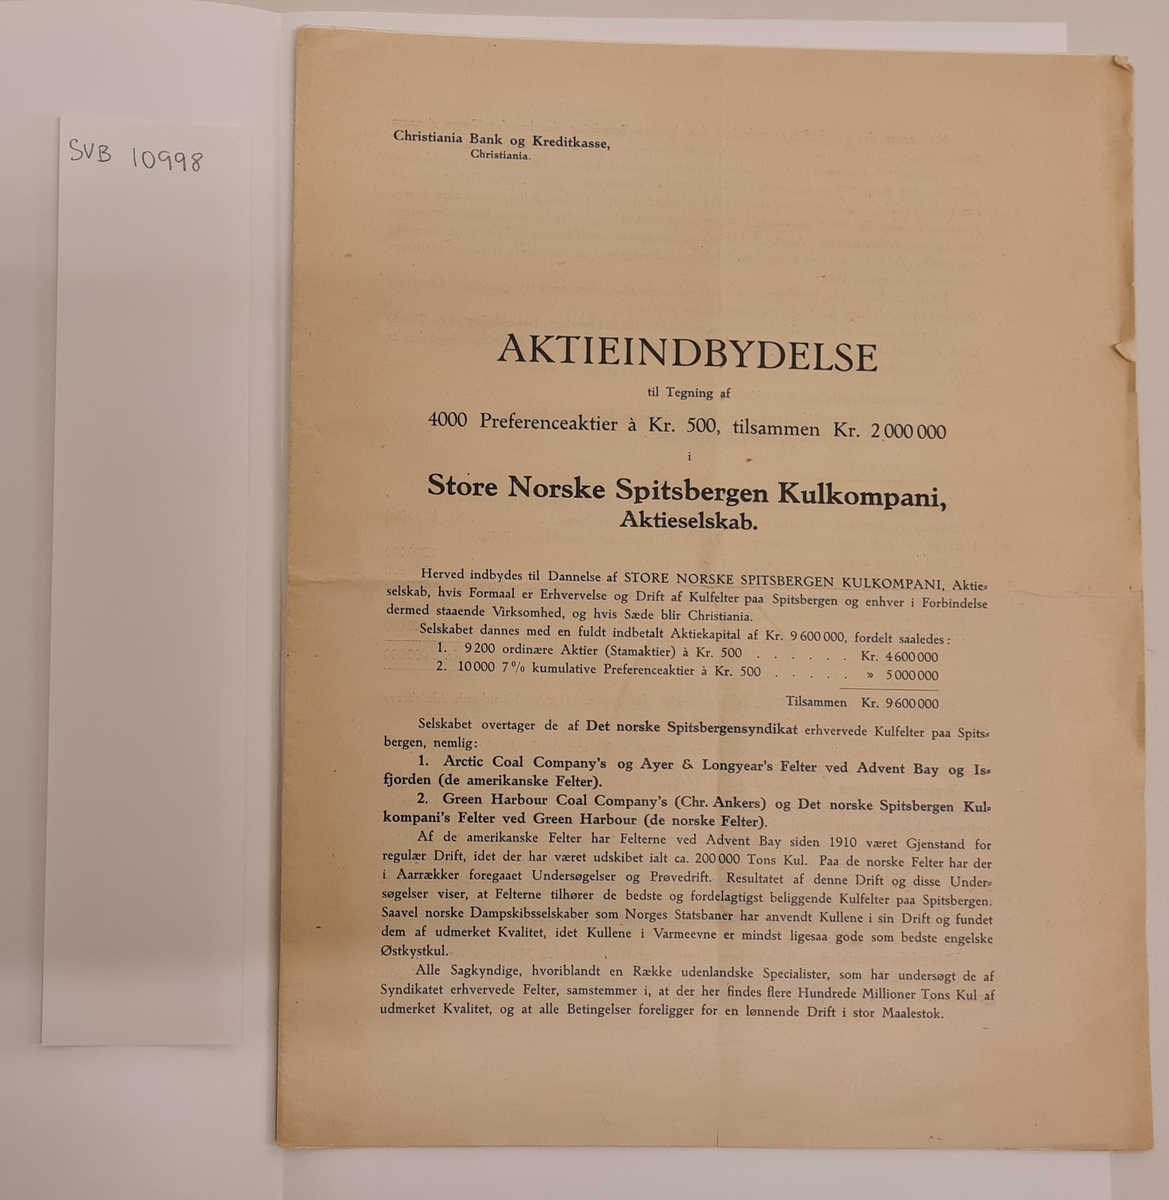 SVB 10998
Christiania Bank og Kreditkasse,
Christiania.
AKTIEINDBYDELSE
til Tegning af
4000 Preferenceaktier à Kr. 500, tilsammen Kr. 2 000 000
i
Store Norske Spitsbergen Kulkompani,
Aktieselskab.
Herved indbydes til Dannelse af STORE NORSKE SPITSBERGEN KULKOMPANI, Aktie-
selskab, hvis Formaal er Erhvervelse og Drift af Kulfelter paa Spitsbergen og enhver i Forbindelse
dermed staaende Virksomhed, og hvis Sæde blir Christiania.
Selskabet dannes med en fuldt indbetalt Aktiekapital af Kr. 9 600 000, fordelt saaledes:
1. 9 200 ordinære Aktier (Stamaktier) à Kr. 500 . . . . . . Kr. 4 600 000
2. 10 000 7 % kumulative Preferenceaktier à Kr. 500 . . . . . » 5 000 000
Tilsammen Kr. 9 600 000
Selskabet overtager de af Det norske Spitsbergensyndikat erhvervede Kulfelter paa Spits-
bergen, nemlig:
1. Arctic Coal Company's og Ayer & Longyear's Felter ved Advent Bay og Is-
fjorden (de amerikanske Felter).
2. Green Harbour Coal Company's (Chr. Ankers) og Det norske Spitsbergen Kul-
kompani's Felter ved Green Harbour (de norske Felter).
Af de amerikanske Felter har Felterne ved Advent Bay siden 1910 været Gjenstand for
regulær Drift, idet der har været udskibet ialt ca. 200 000 Tons Kul. Paa de norske Felter har der
i Aarrækker foregaaet Undersøgelser og Prøvedrift. Resultatet af denne Drift og disse Under-
søgelser viser, at Felterne tilhører de bedste og fordelagtigst beliggende Kulfelter paa Spitsbergen.
Saavel norske Dampskibsselskaber som Norges Statsbaner har anvendt Kullene i sin Drift og fundet
dem af udmerket Kvalitet, idet Kullene i Varmeevne er mindst ligesaa gode som bedste engelske
Østkystkul.
Alle Sagkyndige, hvoriblandt en Række udenlandske Specialister, som har undersøgt de af
Syndikatet erhvervede Felter, samstemmer i, at der her findes flere Hundrede Millioner Tons Kul af
udmerket Kvalitet, og at alle Betingelser foreligger for en lønnende Drift i stor Maalestok.